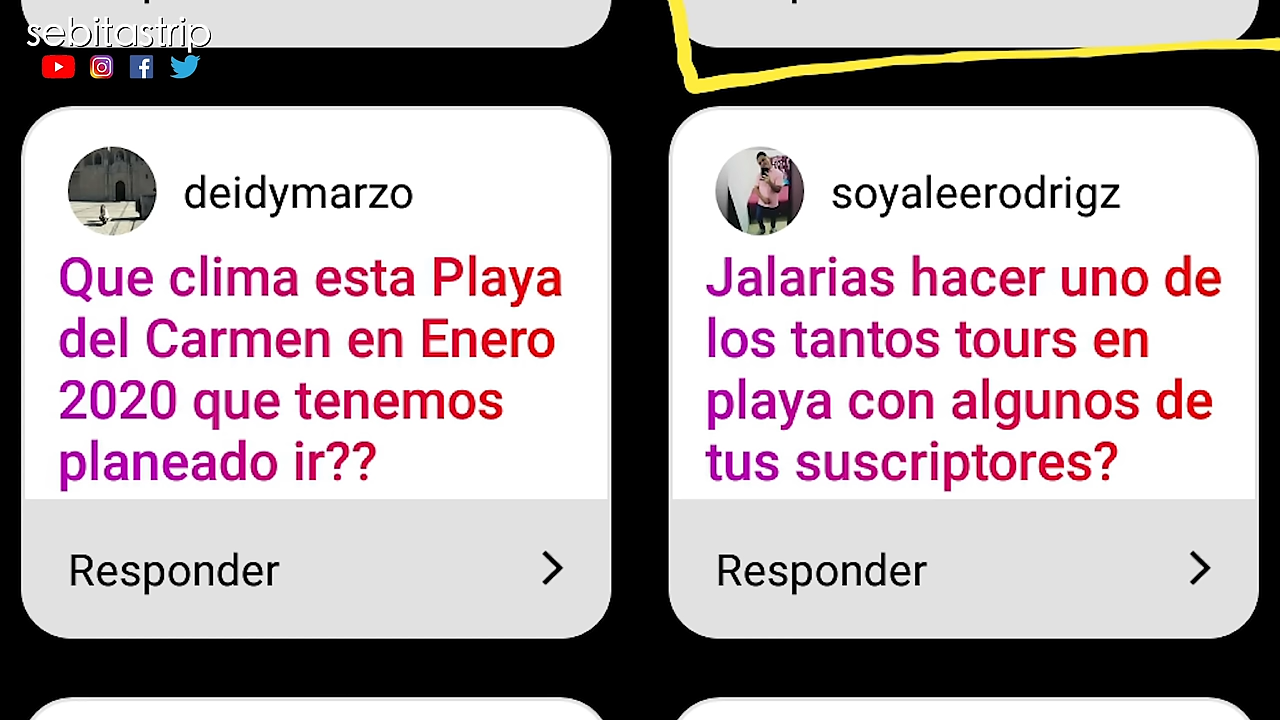 sebitastrip
deidymarzo
Que clima esta Playa
del Carmen en Enero
2020 que tenemos
planeado ir??
Responder
soyaleerodrigz
Jalarias hacer uno de
los tantos tours en
playa con algunos de
tus suscriptores?
Responder